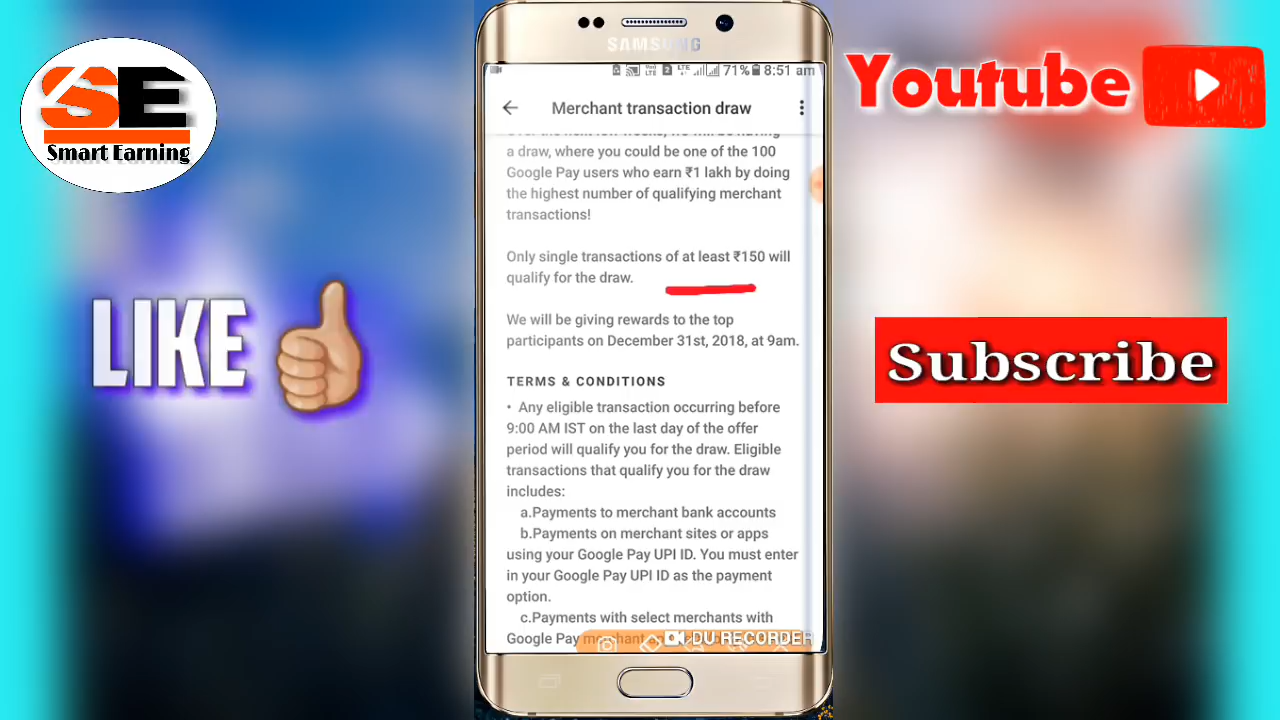 SE
Smart Earning
LIKE
SAMSUNG
LTE
2
LTE
71%
8:51 am
Merchant transaction draw
a draw, where you could be one of the 100
Google Pay users who earn ₹1 lakh by doing
the highest number of qualifying merchant
transactions!
Only single transactions of at least ₹150 will
qualify for the draw.
We will be giving rewards to the top
participants on December 31st, 2018, at 9am.
TERMS & CONDITIONS
• Any eligible transaction occurring before
9:00 AM IST on the last day of the offer
period will qualify you for the draw. Eligible
transactions that qualify you for the draw
includes:
a.Payments to merchant bank accounts
b.Payments on merchant sites or apps
using your Google Pay UPI ID. You must enter
in your Google Pay UPI ID as the payment
option.
c.Payments with select merchants with
Google Pay merchant
DU RECORDER
Youtube
Subscribe